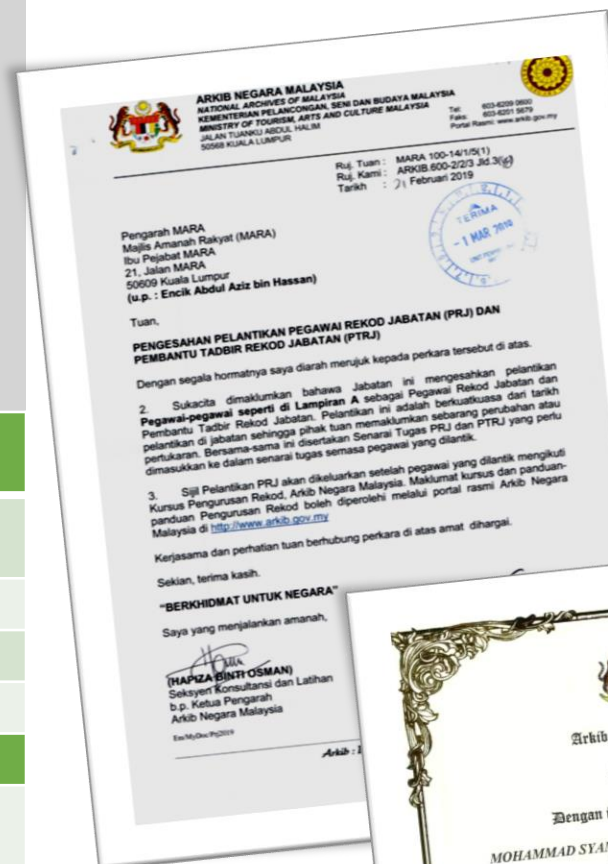 ARKIB NEGARA MALAYSIA
NATIONAL ARCHIVES OF MALAYSIA
KEMENTERIAN PELANCONGAN, SENI DAN BUDAYA MALAYSIA
MINISTRY OF TOURISM, ARTS AND CULTURE MALAYSIA
JALAN TUANKU ABDUL HALIM
50568 KUALA LUMPUR
Tel: 603-6209 0600
Faks: 603-6201 5679
Portal Rasmi: www.arkib.gov.my
Ruj. Tuan : MARA 100-14/1/5(1)
Ruj. Kami : ARKIB.600-2/2/3 Jld.3
Tarikh : 21 Februari 2019
TERIMA
- 1 MAR 2019
Pengarah MARA
Majlis Amanah Rakyat (MARA)
Ibu Pejabat MARA
21, Jalan MARA
50609 Kuala Lumpur
(u.p. : Encik Abdul Aziz bin Hassan)
Tuan,
PENGESAHAN PELANTIKAN PEGAWAI REKOD JABATAN (PRJ) DAN
PEMBANTU TADBIR REKOD JABATAN (PTRJ)
Dengan segala hormatnya saya diarah merujuk kepada perkara tersebut di atas.
2. Sukacita dimaklumkan bahawa Jabatan ini mengesahkan pelantikan
Pegawai-pegawai seperti di Lampiran A sebagai Pegawai Rekod Jabatan dan
Pembantu Tadbir Rekod Jabatan. Pelantikan ini adalah berkuatkuasa dari tarikh
pelantikan di jabatan sehingga pihak tuan memaklumkan sebarang perubahan atau
pertukaran. Bersama-sama ini disertakan Senarai Tugas PRJ dan PTRJ yang perlu
dimasukkan ke dalam senarai tugas semasa pegawai yang dilantik.
3. Sijil Pelantikan PRJ akan dikeluarkan setelah pegawai yang dilantik mengikuti
Kursus Pengurusan Rekod, Arkib Negara Malaysia. Maklumat kursus dan panduan-
panduan Pengurusan Rekod boleh diperolehi melalui portal rasmi Arkib Negara
Malaysia di http://www.arkib.gov.my
Kerjasama dan perhatian tuan berhubung perkara di atas amat dihargai.
Sekian, terima kasih.
"BERKHIDMAT UNTUK NEGARA"
Saya yang menjalankan amanah,
(HAPIZA BINTI OSMAN)
Seksyen Konsultansi dan Latihan
b.p. Ketua Pengarah
Arkib Negara Malaysia
Em/MyDoc/Prj2019
Arkib :
Arkib
Dengan
MOHAMMAD